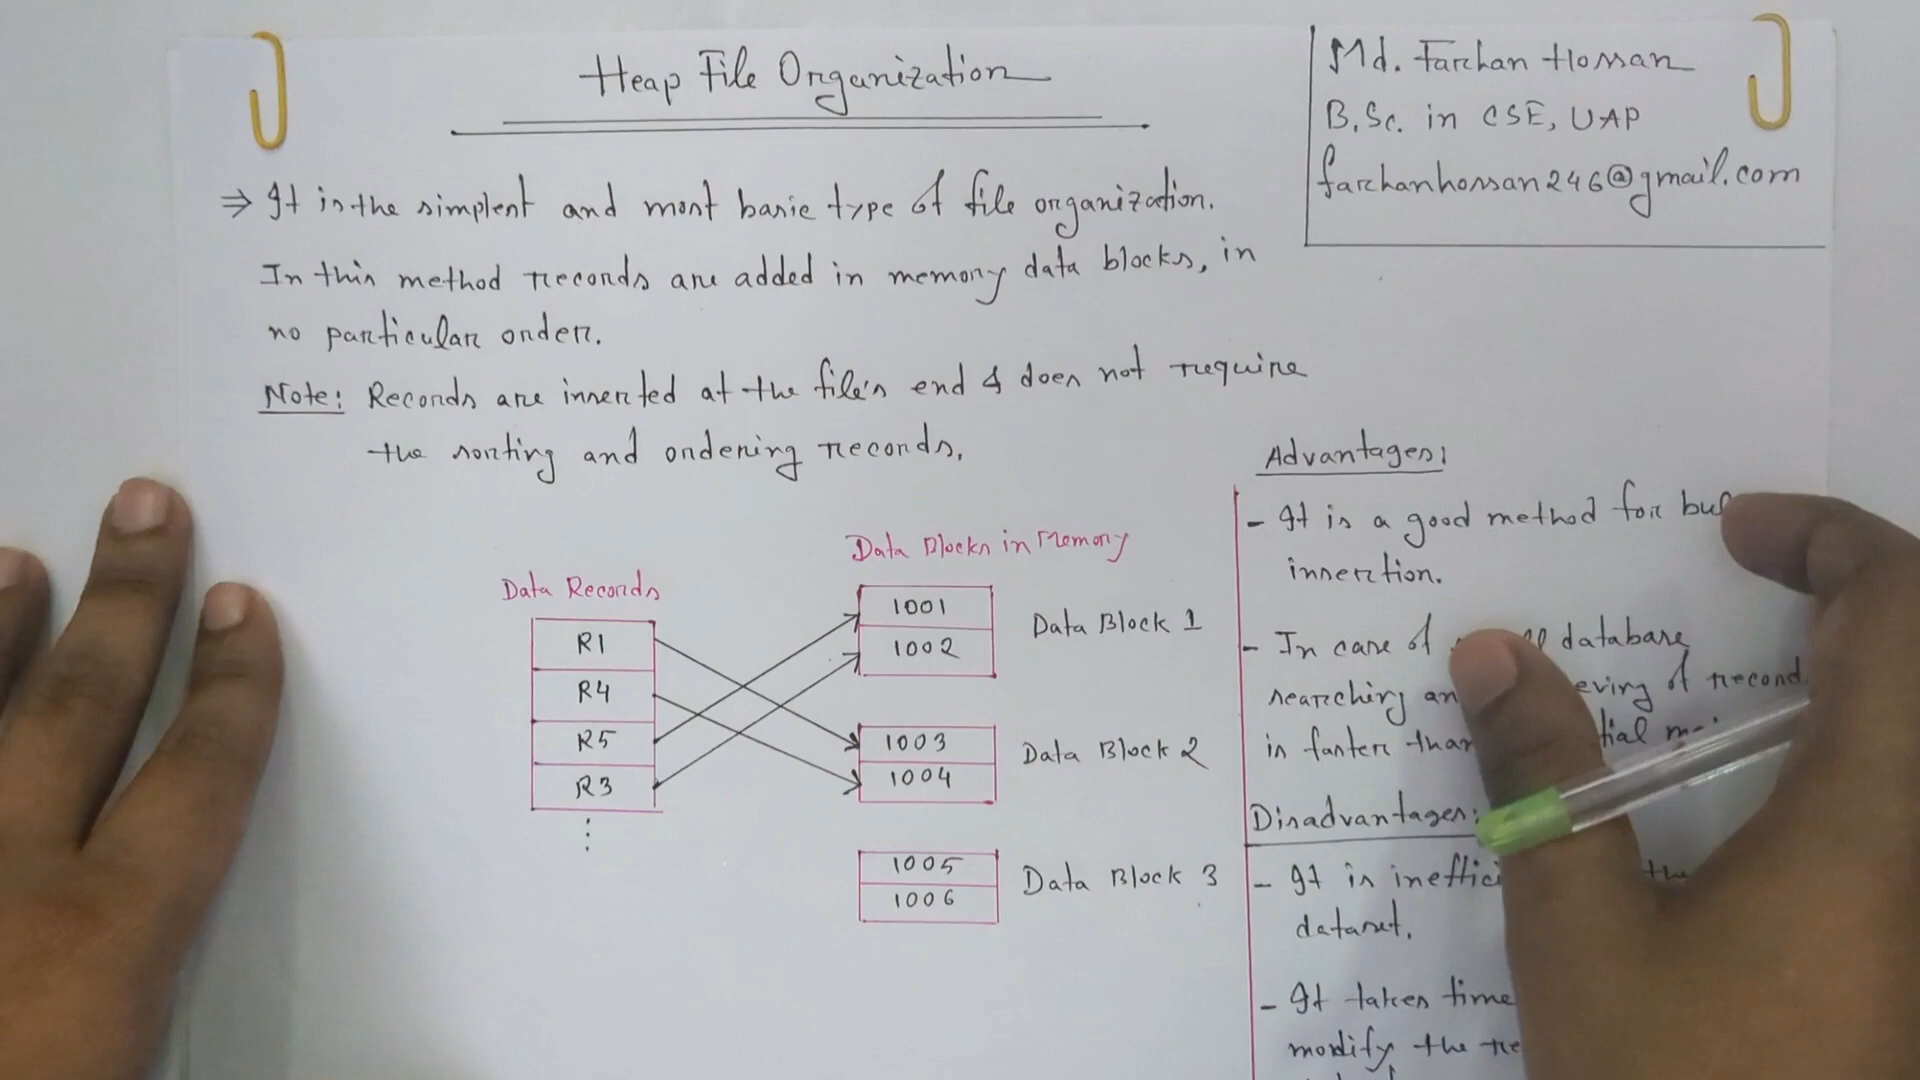 Heap File Organization
Md. Farhan Hossan
B.Sc. in CSE, UAP
farhanhossan246@gmail.com
⇒ It is the simplest and most basic type of file organization.
In this method records are added in memory data blocks, in
no particular order.
Note: Records are inserted at the file's end & does not require
the sorting and ordering records.
Data Records
R1
R4
R5
R3
⋮
Data Blocks in Memory
1001
1002
Data Block 1
1003
1004
Data Block 2
1005
1006
Data Block 3
Advantages:
- It is a good method for
insertion.
- In case of database
searching of record
is faster than
Disadvantages:
- It is
dataset.
- It takes time
modify the